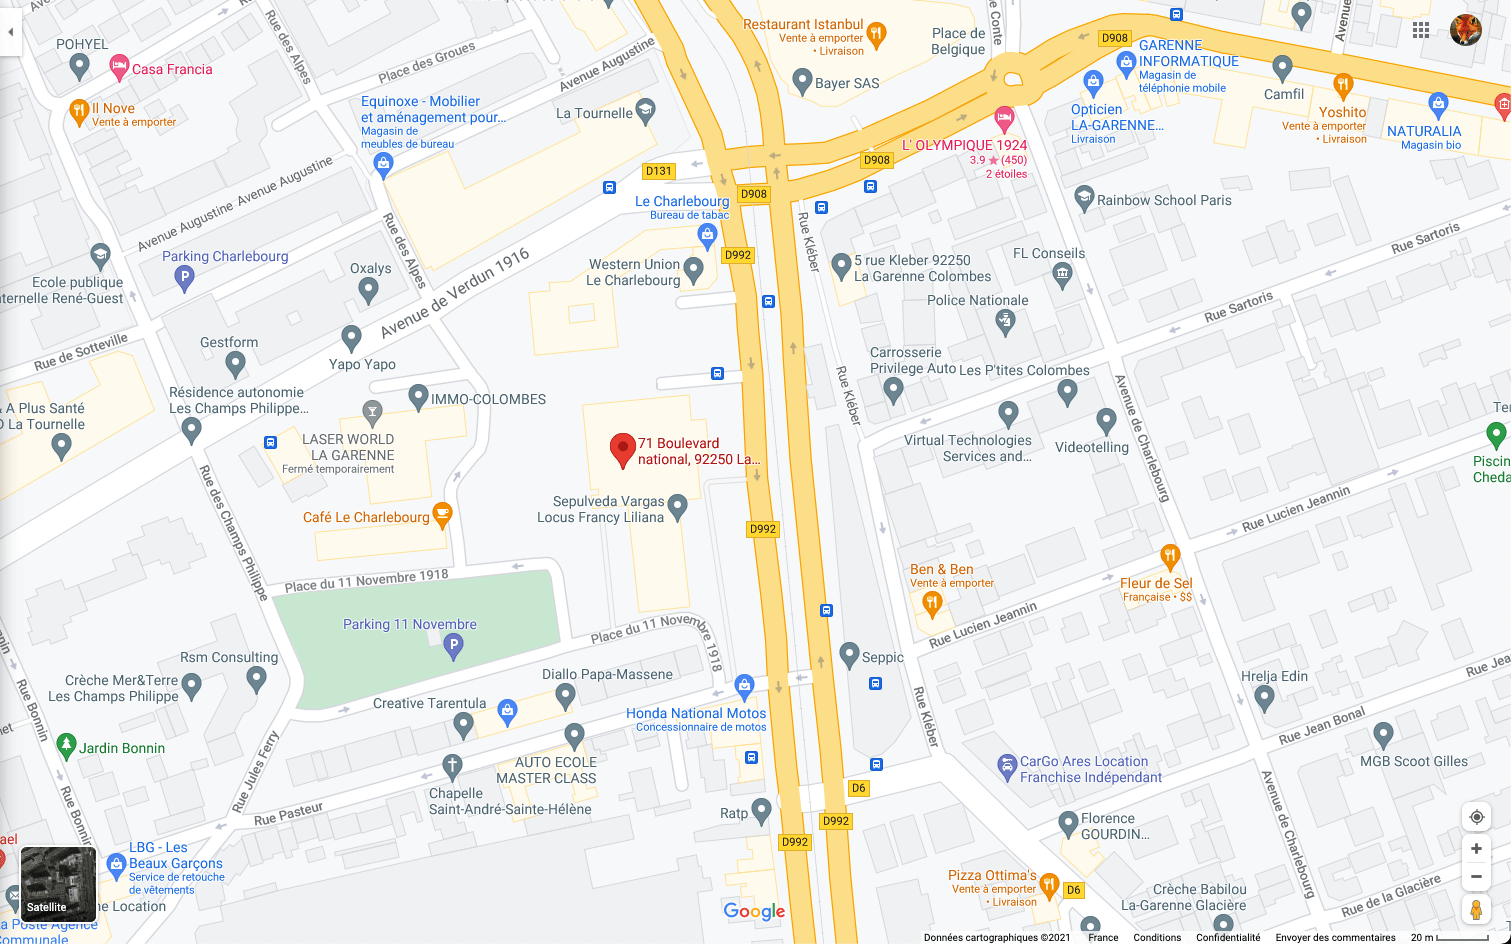 POHYEL
Casa Francia
Il Nove
Vente à emporter
Rue des Alpes
Place des Groues
Avenue Augustine
Equinoxe - Mobilier
et aménagement pour...
Magasin de
meubles de bureau
La Tournelle
Restaurant Istanbul
Vente à emporter
• Livraison
Bayer SAS
Place de
Belgique
ue Conte
D908
GARENNE
INFORMATIQUE
Magasin de
téléphonie mobile
Opticien
LA-GARENNE...
Livraison
Camfil
Avenue
Yoshito
Vente à emporter
• Livraison
NATURALIA
Magasin bio
L' OLYMPIQUE 1924
3.9 ★ (450)
2 étoiles
D908
D131
D908
Avenue Augustine
Avenue Augustine
Parking Charlebourg
Ecole publique
aternelle René-Guest
Oxalys
Rue des Alpes
Avenue de Verdun 1916
Le Charlebourg
Bureau de tabac
D992
Western Union
Le Charlebourg
Rue Kléber
5 rue Kleber 92250
La Garenne Colombes
Rainbow School Paris
FL Conseils
Police Nationale
Rue Sartoris
Rue Sartoris
Rue de Sotteville
Gestform
Yapo Yapo
Résidence autonomie
Les Champs Philippe...
A Plus Santé
D La Tournelle
IMMO-COLOMBES
LASER WORLD
LA GARENNE
Fermé temporairement
Carrosserie
Privilege Auto
Les P'tites Colombes
Rue Kléber
Virtual Technologies
Services and...
Videotelling
Avenue de Charlebourg
Piscin
Cheda
71 Boulevard
national, 92250 La...
Sepulveda Vargas
Locus Francy Liliana
D992
Café Le Charlebourg
Rue des Champs Philippe
Place du 11 Novembre 1918
Parking 11 Novembre
Place du 11 Novembre 1918
Rue Lucien Jeannin
Fleur de Sel
Française • $$
Ben & Ben
Vente à emporter
Rue Lucien Jeannin
Seppic
Rsm Consulting
Crèche Mer&Terre
Les Champs Philippe
Diallo Papa-Massene
Creative Tarentula
Honda National Motos
Concessionnaire de motos
Rue Kléber
Hrelja Edin
Rue Jea
Rue Jean Bonal
MGB Scoot Gilles
Rue Bonnin
Jardin Bonnin
Rue Bonnin
Rue Jules Ferry
Rue Pasteur
AUTO ECOLE
MASTER CLASS
Chapelle
Saint-André-Sainte-Hélène
CarGo Ares Location
Franchise Indépendant
D6
Ratp
D992
D992
Florence
GOURDIN...
Avenue de Charlebourg
LBG - Les
Beaux Garçons
Service de retouche
de vêtements
Pizza Ottima's
Vente à emporter
• Livraison
D6
Crèche Babilou
La-Garenne Glacière
Rue de la Glacière
ne Location
a Poste Agence
Communale
Satellite
Google
Données cartographiques ©2021 France Conditions Confidentialité Envoyer des commentaires 20 m